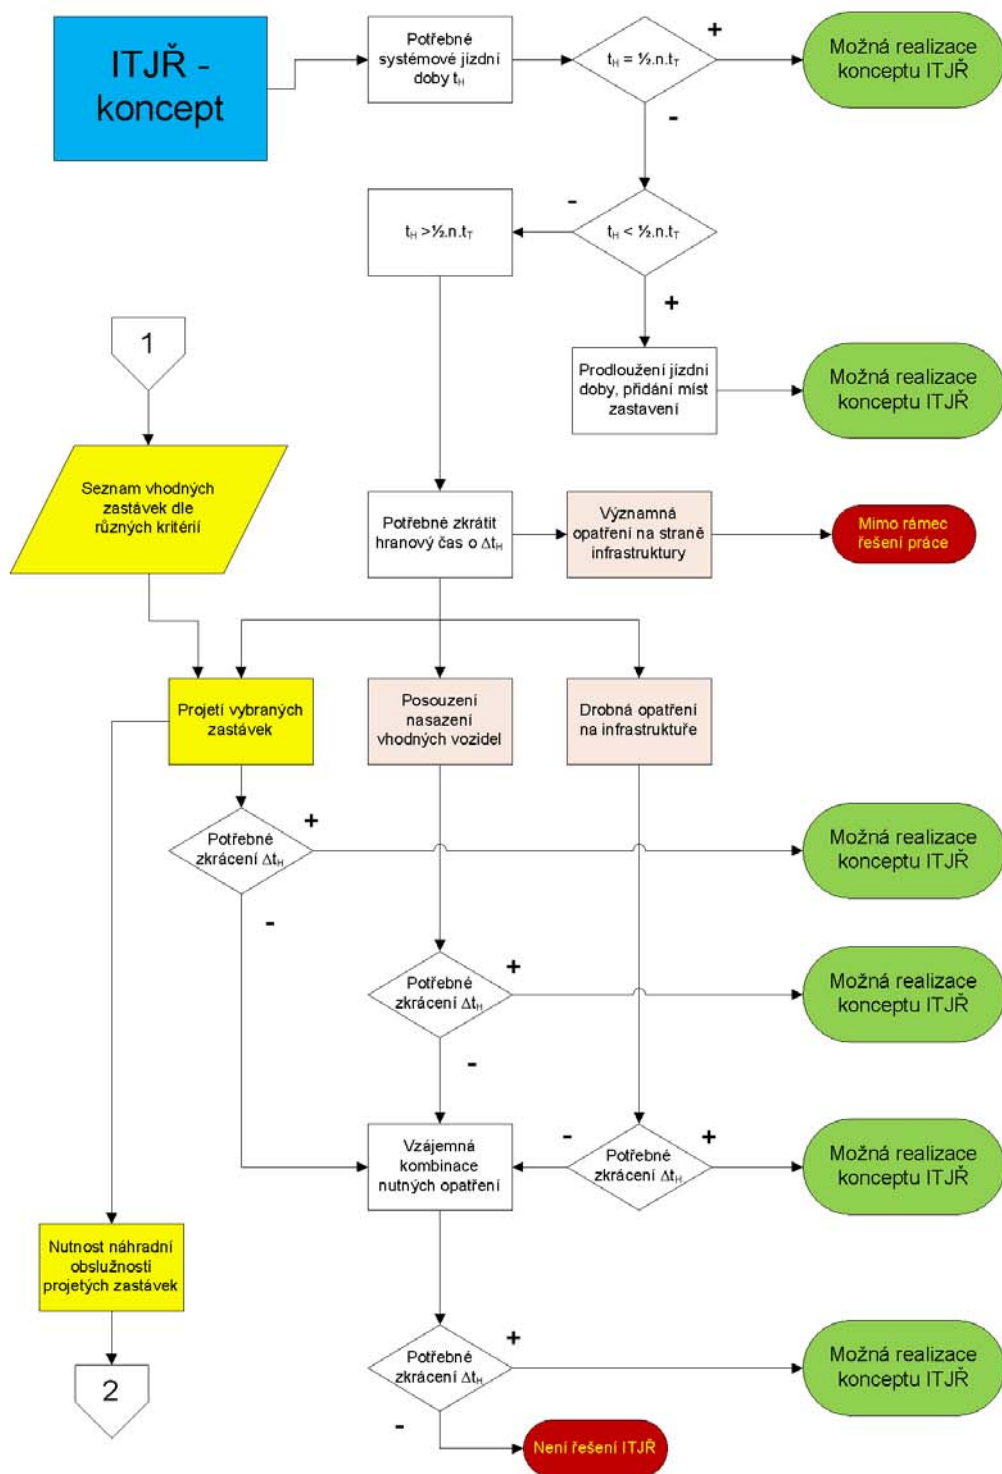 ITJŘ -
koncept
Potřebné
systémové jízdní
doby tH
tH = ½.n.tT
+
Možná realizace
konceptu ITJŘ
-
tH >½.n.tT
-
tH < ½.n.tT
+
1
Prodloužení jízdní
doby, přidání míst
zastavení
Možná realizace
konceptu ITJŘ
Seznam vhodných
zastávek dle
různých kritérií
Potřebné zkrátit
hranový čas o ΔtH
Významná
opatření na straně
infrastruktury
Mimo rámec
řešení práce
Projetí vybraných
zastávek
Posouzení
nasazení
vhodných vozidel
Drobná opatření
na infrastruktuře
Potřebné
zkrácení ΔtH
+
Možná realizace
konceptu ITJŘ
-
Potřebné
zkrácení ΔtH
+
Možná realizace
konceptu ITJŘ
-
Vzájemná
kombinace
nutných opatření
-
Potřebné
zkrácení ΔtH
+
Možná realizace
konceptu ITJŘ
Nutnost náhradní
obslužnosti
projetých zastávek
2
Potřebné
zkrácení ΔtH
+
Možná realizace
konceptu ITJŘ
-
Není řešení ITJŘ